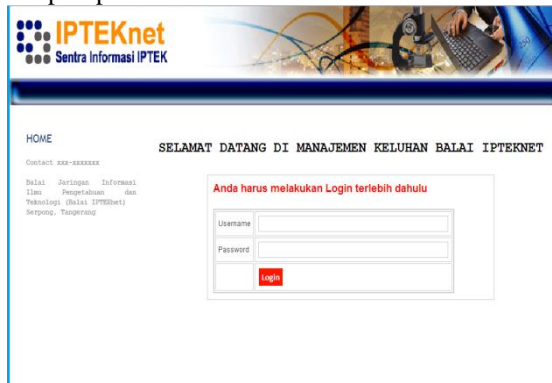 IPTEKnet
Sentra Informasi IPTEK
HOME
Contact xxx-xxxxxxx
Balai Jaringan Informasi
Ilmu Pengetahuan dan
Teknologi (Balai IPTEKnet)
Serpong, Tangerang
SELAMAT DATANG DI MANAJEMEN KELUHAN BALAI IPTEKNET
Anda harus melakukan Login terlebih dahulu
Username
Password
Login